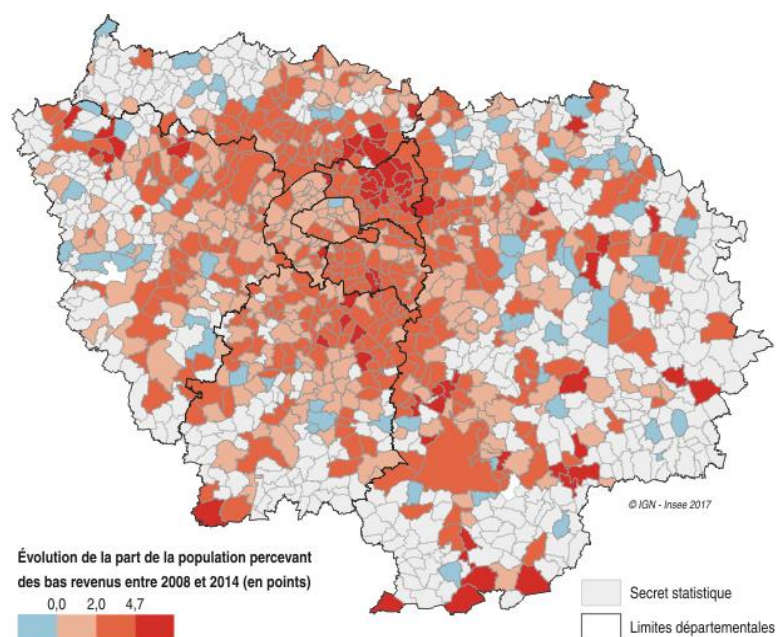 © IGN - Insee 2017
Évolution de la part de la population percevant
des bas revenus entre 2008 et 2014 (en points)
0,0 2,0 4,7
Secret statistique
Limites départementales